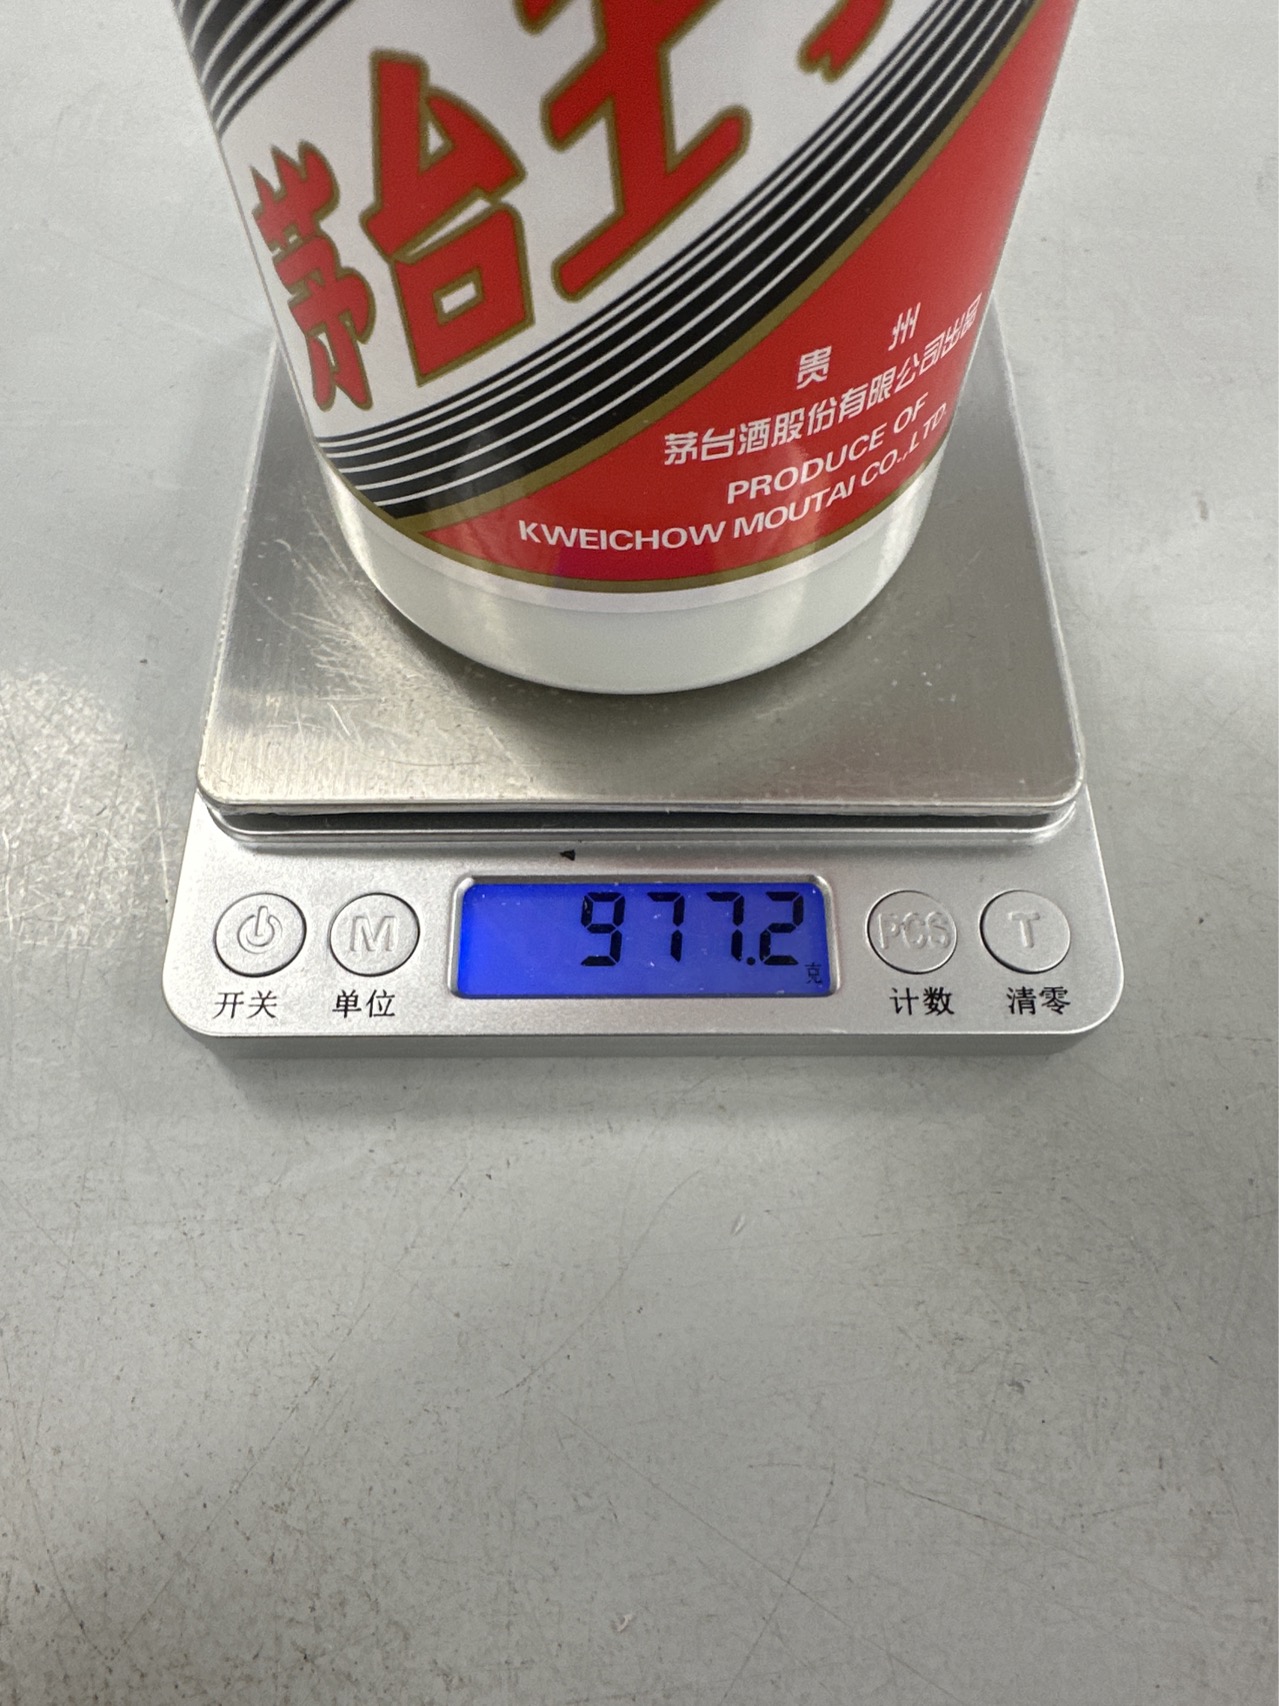 茅台王
贵州
茅台酒股份有限公司出品
PRODUCE OF
KWEICHOW MOUTAI CO.,LTD.
977.2
克
M
PCS
T
开关
单位
计数
清零